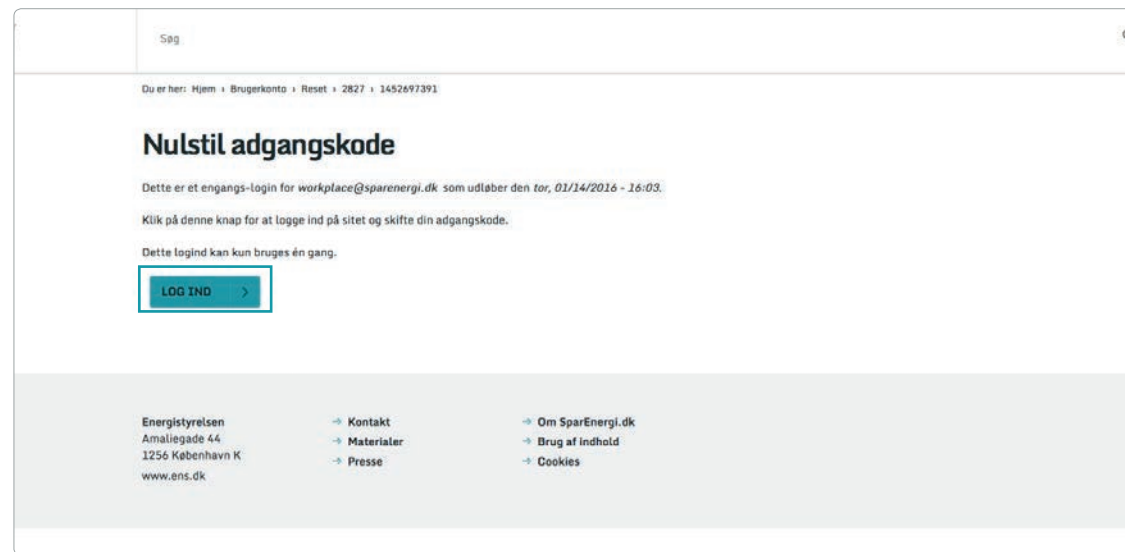 Søg
Du er her: Hjem › Brugerkonto › Reset › 2827 › 1452697391
Nulstil adgangskode
Dette er et engangs-login for workplace@sparenergi.dk som udløber den tor, 01/14/2016 - 16:03.
Klik på denne knap for at logge ind på sitet og skifte din adgangskode.
Dette logind kan kun bruges én gang.
LOG IND
Energistyrelsen
Amaliegade 44
1256 København K
www.ens.dk
Kontakt
Materialer
Presse
Om SparEnergi.dk
Brug af indhold
Cookies